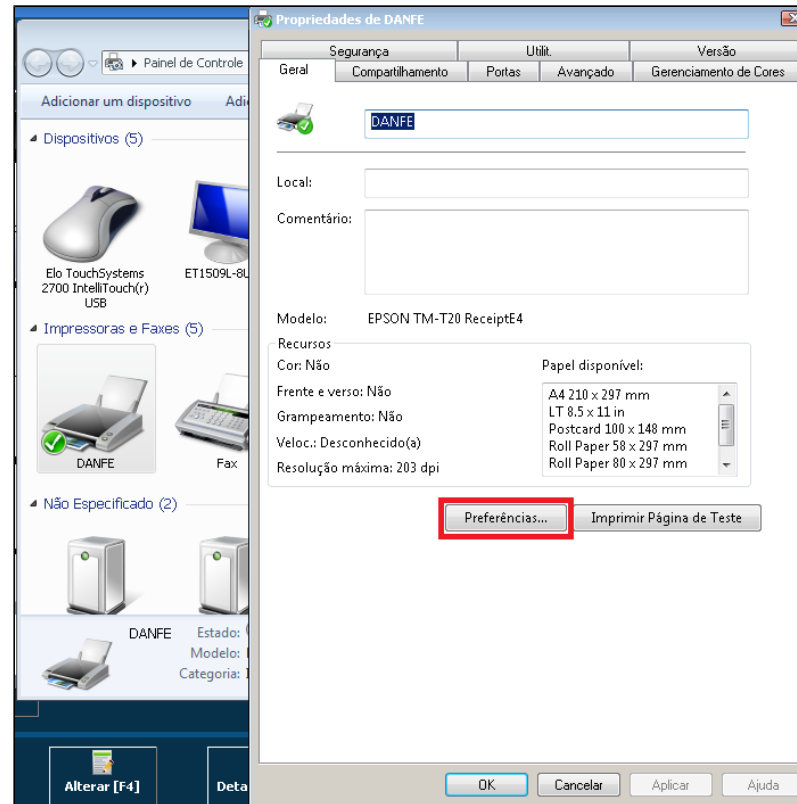 Painel de Controle
Adicionar um dispositivo
Dispositivos (5)
Elo TouchSystems
2700 IntelliTouch(r)
USB
Impressoras e Faxes (5)
DANFE
Fax
Não Especificado (2)
DANFE
Estado:
Modelo:
Categoria:
Alterar [F4]
Propriedades de DANFE
Segurança
Utilit.
Versão
Geral
Compartilhamento
Portas
Avançado
Gerenciamento de Cores
DANFE
Local:
Comentário:
Modelo: EPSON TM-T20 ReceiptE4
Recursos
Cor: Não
Frente e verso: Não
Grampeamento: Não
Veloc.: Desconhecido(a)
Resolução máxima: 203 dpi
Papel disponível:
A4 210 x 297 mm
LT 8.5 x 11 in
Postcard 100 x 148 mm
Roll Paper 58 x 297 mm
Roll Paper 80 x 297 mm
Preferências...
Imprimir Página de Teste
OK
Cancelar
Aplicar
Ajuda